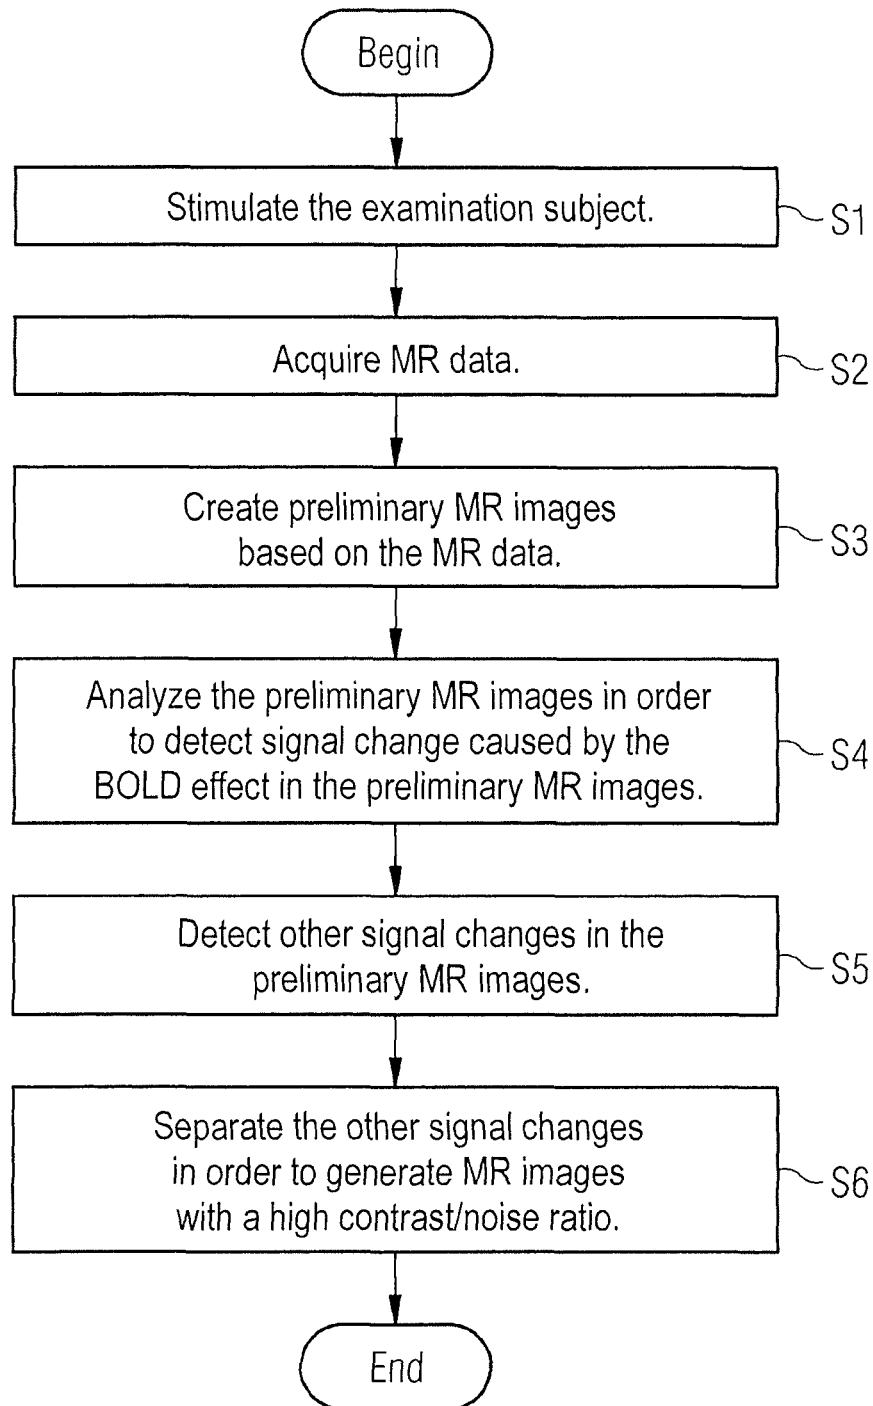 Begin
Stimulate the examination subject.
S1
Acquire MR data.
S2
Create preliminary MR images
based on the MR data.
S3
Analyze the preliminary MR images in order
to detect signal change caused by the
BOLD effect in the preliminary MR images.
S4
Detect other signal changes in the
preliminary MR images.
S5
Separate the other signal changes
in order to generate MR images
with a high contrast/noise ratio.
S6
End